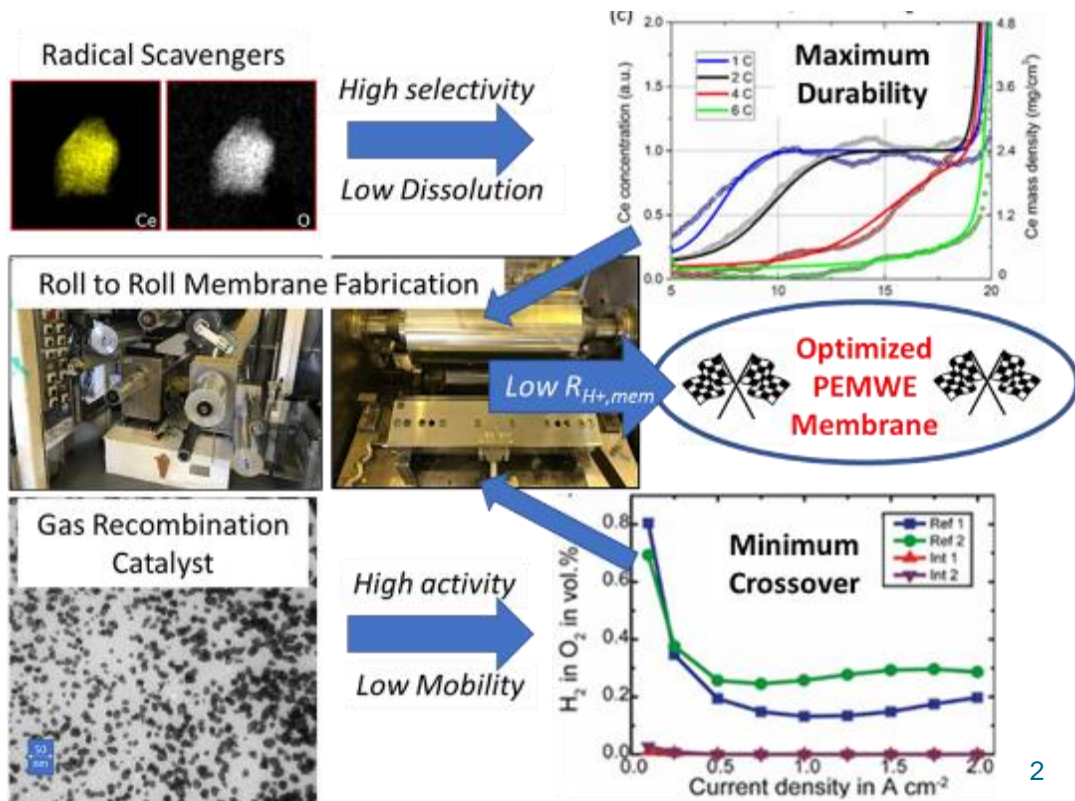 Radical Scavengers
Ce
O
High selectivity
Low Dissolution
(c)
Maximum
Durability
1 C
2 C
4 C
6 C
Ce concentration (a.u.)
2.0
1.5
1.0
0.5
0.0
5
10
15
20
4.8
3.6
2.4
1.2
0
Ce mass density (mg/cm³)
Roll to Roll Membrane Fabrication
Low R_H+,mem
Optimized
PEMWE
Membrane
Gas Recombination
Catalyst
50
nm
High activity
Low Mobility
Minimum
Crossover
Ref 1
Ref 2
Int 1
Int 2
H₂ in O₂ in vol.%
0.8
0.6
0.4
0.2
0.0
0.0
0.5
1.0
1.5
2.0
Current density in A cm⁻²
2